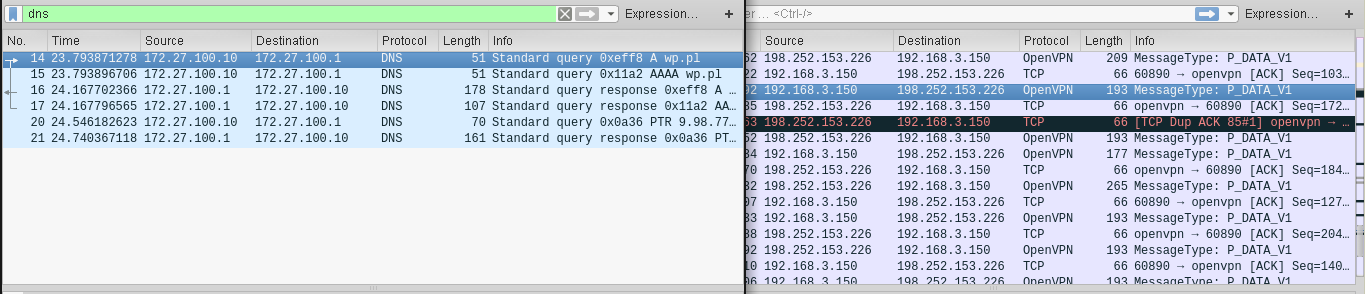 dns Expression… +
No. Time Source Destination Protocol Length Info
14 23.793871278 172.27.100.10 172.27.100.1 DNS 51 Standard query 0xeff8 A wp.pl
15 23.793896706 172.27.100.10 172.27.100.1 DNS 51 Standard query 0x11a2 AAAA wp.pl
16 24.167702366 172.27.100.1 172.27.100.10 DNS 178 Standard query response 0xeff8 A …
17 24.167796565 172.27.100.1 172.27.100.10 DNS 107 Standard query response 0x11a2 AA…
20 24.546182623 172.27.100.10 172.27.100.1 DNS 70 Standard query 0x0a36 PTR 9.98.77…
21 24.740367118 172.27.100.1 172.27.100.10 DNS 161 Standard query response 0x0a36 PT…
er … <Ctrl-/> Expression… +
Source Destination Protocol Length Info
52 198.252.153.226 192.168.3.150 OpenVPN 209 MessageType: P_DATA_V1
22 192.168.3.150 198.252.153.226 TCP 66 60890 → openvpn [ACK] Seq=103…
92 192.168.3.150 198.252.153.226 OpenVPN 193 MessageType: P_DATA_V1
35 198.252.153.226 192.168.3.150 TCP 66 openvpn → 60890 [ACK] Seq=172…
53 198.252.153.226 192.168.3.150 TCP 66 [TCP Dup ACK 85#1] openvpn → …
52 192.168.3.150 198.252.153.226 OpenVPN 193 MessageType: P_DATA_V1
34 192.168.3.150 198.252.153.226 OpenVPN 177 MessageType: P_DATA_V1
70 198.252.153.226 192.168.3.150 TCP 66 openvpn → 60890 [ACK] Seq=184…
32 198.252.153.226 192.168.3.150 OpenVPN 265 MessageType: P_DATA_V1
07 192.168.3.150 198.252.153.226 TCP 66 60890 → openvpn [ACK] Seq=127…
33 192.168.3.150 198.252.153.226 OpenVPN 193 MessageType: P_DATA_V1
38 198.252.153.226 192.168.3.150 TCP 66 openvpn → 60890 [ACK] Seq=204…
92 198.252.153.226 192.168.3.150 OpenVPN 193 MessageType: P_DATA_V1
10 192.168.3.150 198.252.153.226 TCP 66 60890 → openvpn [ACK] Seq=140…
06 192.168.3.150 198.252.153.226 OpenVPN 193 MessageType: P_DATA_V1